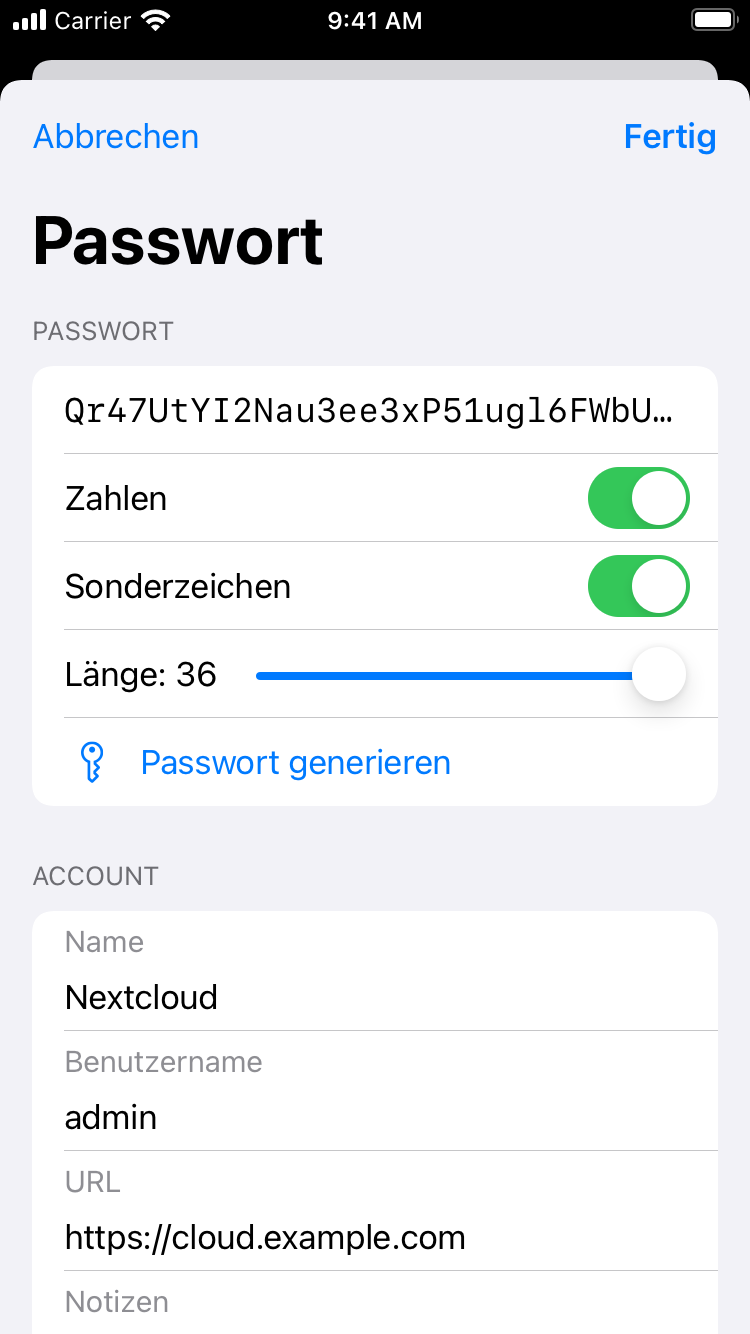 Carrier 9:41 AM
Abbrechen Fertig
Passwort
PASSWORT
Qr47UtYI2Nau3ee3xP51ugl6FWbU…
Zahlen
Sonderzeichen
Länge: 36
Passwort generieren
ACCOUNT
Name
Nextcloud
Benutzername
admin
URL
https://cloud.example.com
Notizen